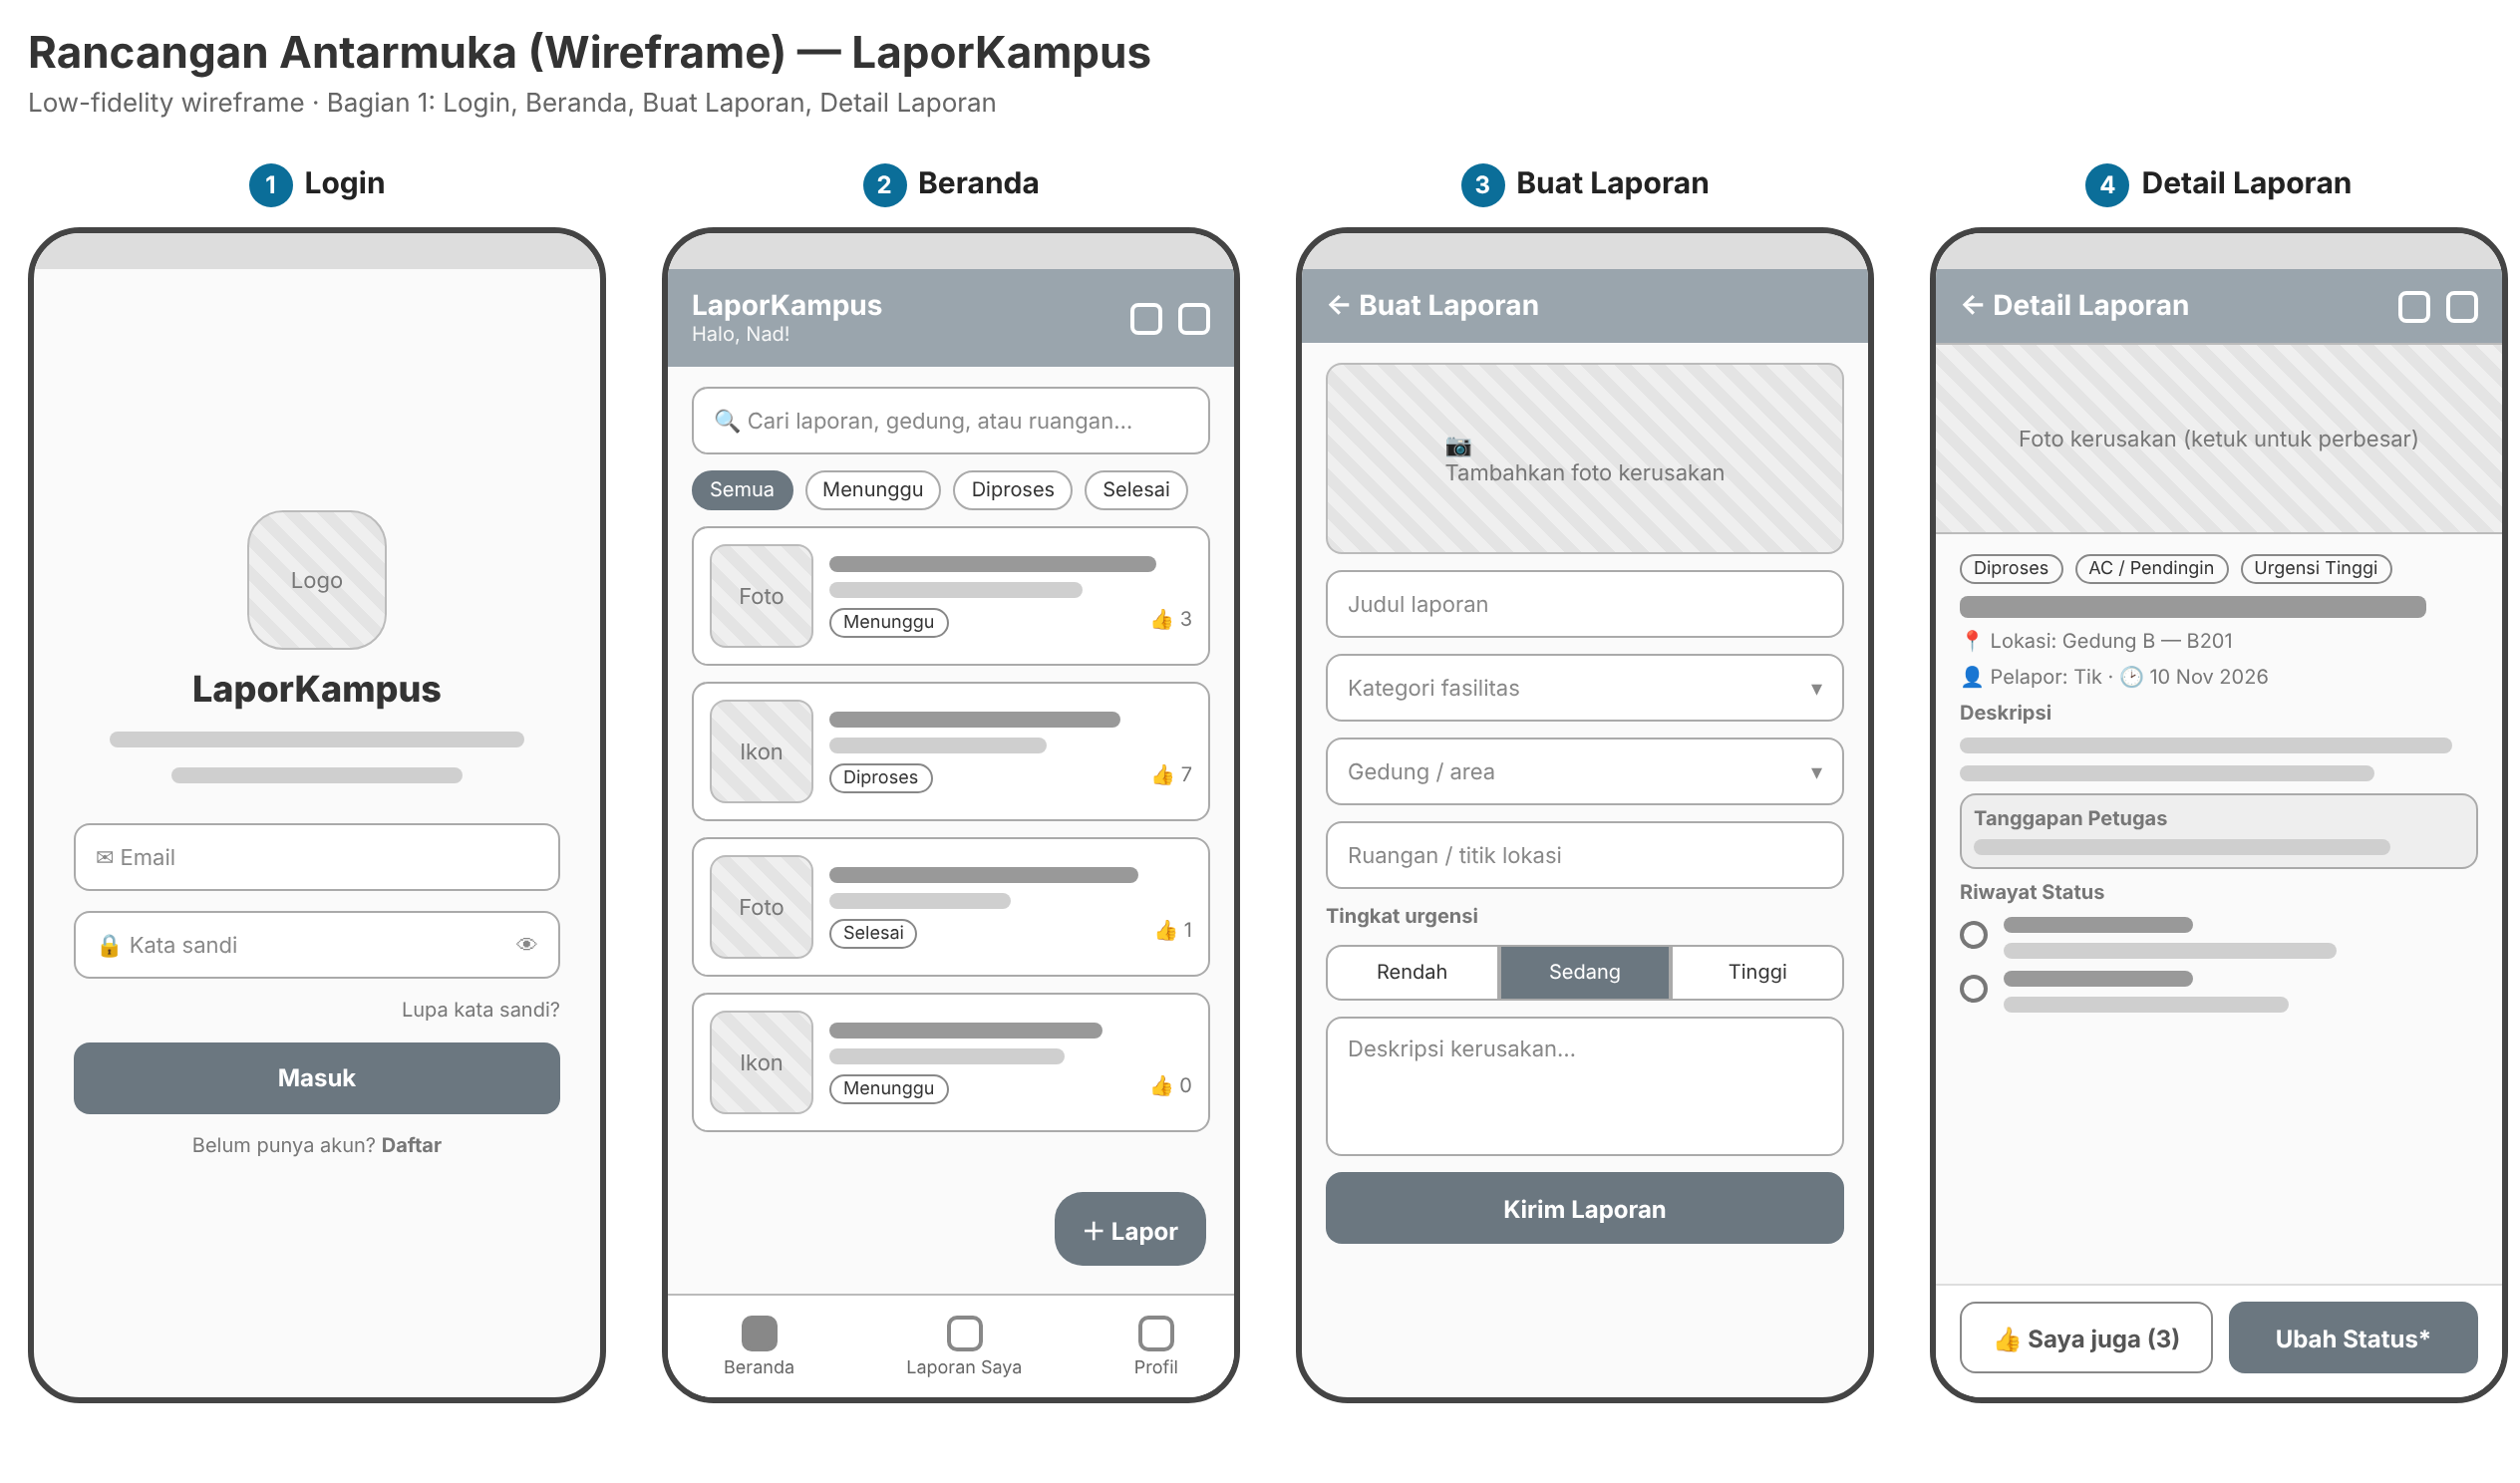 Rancangan Antarmuka (Wireframe) — LaporKampus
Low-fidelity wireframe · Bagian 1: Login, Beranda, Buat Laporan, Detail Laporan
1 Login
Logo
LaporKampus
✉ Email
🔒 Kata sandi 👁
Lupa kata sandi?
Masuk
Belum punya akun? Daftar
2 Beranda
LaporKampus
Halo, Nad!
🔍 Cari laporan, gedung, atau ruangan...
Semua Menunggu Diproses Selesai
Foto
Menunggu 👍 3
Ikon
Diproses 👍 7
Foto
Selesai 👍 1
Ikon
Menunggu 👍 0
+ Lapor
Beranda Laporan Saya Profil
3 Buat Laporan
← Buat Laporan
📷
Tambahkan foto kerusakan
Judul laporan
Kategori fasilitas ▾
Gedung / area ▾
Ruangan / titik lokasi
Tingkat urgensi
Rendah Sedang Tinggi
Deskripsi kerusakan...
Kirim Laporan
4 Detail Laporan
← Detail Laporan
Foto kerusakan (ketuk untuk perbesar)
Diproses AC / Pendingin Urgensi Tinggi
📍 Lokasi: Gedung B — B201
👤 Pelapor: Tik · 🕑 10 Nov 2026
Deskripsi
Tanggapan Petugas
Riwayat Status
👍 Saya juga (3) Ubah Status*